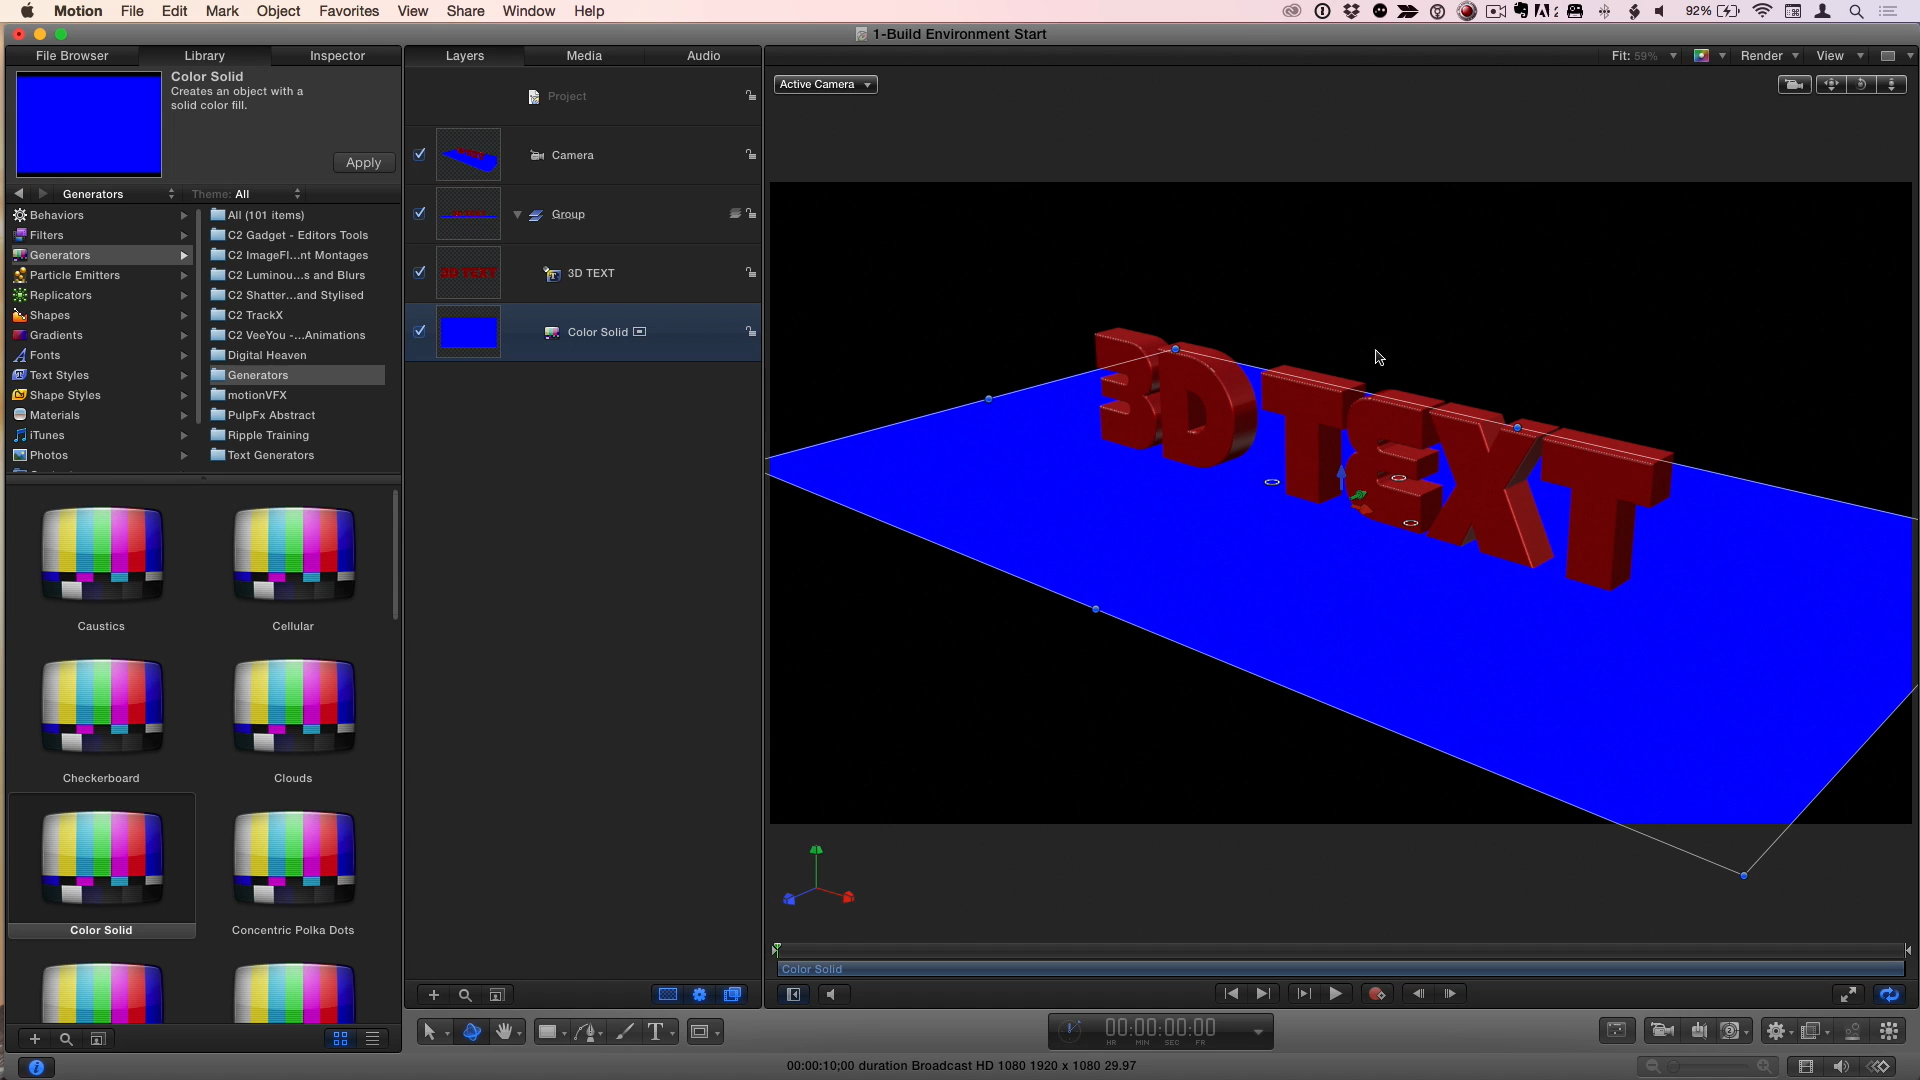 Motion File Edit Mark Object Favorites View Share Window Help
92%
1-Build Environment Start
File Browser Library Inspector
Layers Media Audio
Fit: 59% Render View
Color Solid
Creates an object with a
solid color fill.
Apply
Active Camera
Project
Camera
Group
3D TEXT
Color Solid
Generators Theme: All
Behaviors
Filters
Generators
Particle Emitters
Replicators
Shapes
Gradients
Fonts
Text Styles
Shape Styles
Materials
iTunes
Photos
All (101 items)
C2 Gadget - Editors Tools
C2 ImageFl...nt Montages
C2 Luminou...s and Blurs
C2 Shatter...and Stylised
C2 TrackX
C2 VeeYou -...Animations
Digital Heaven
Generators
motionVFX
PulpFx Abstract
Ripple Training
Text Generators
3D TEXT
Caustics Cellular
Checkerboard Clouds
Color Solid Concentric Polka Dots
Color Solid
00:00:00:00
HR MIN SEC FR
00:00:10;00 duration Broadcast HD 1080 1920 x 1080 29.97